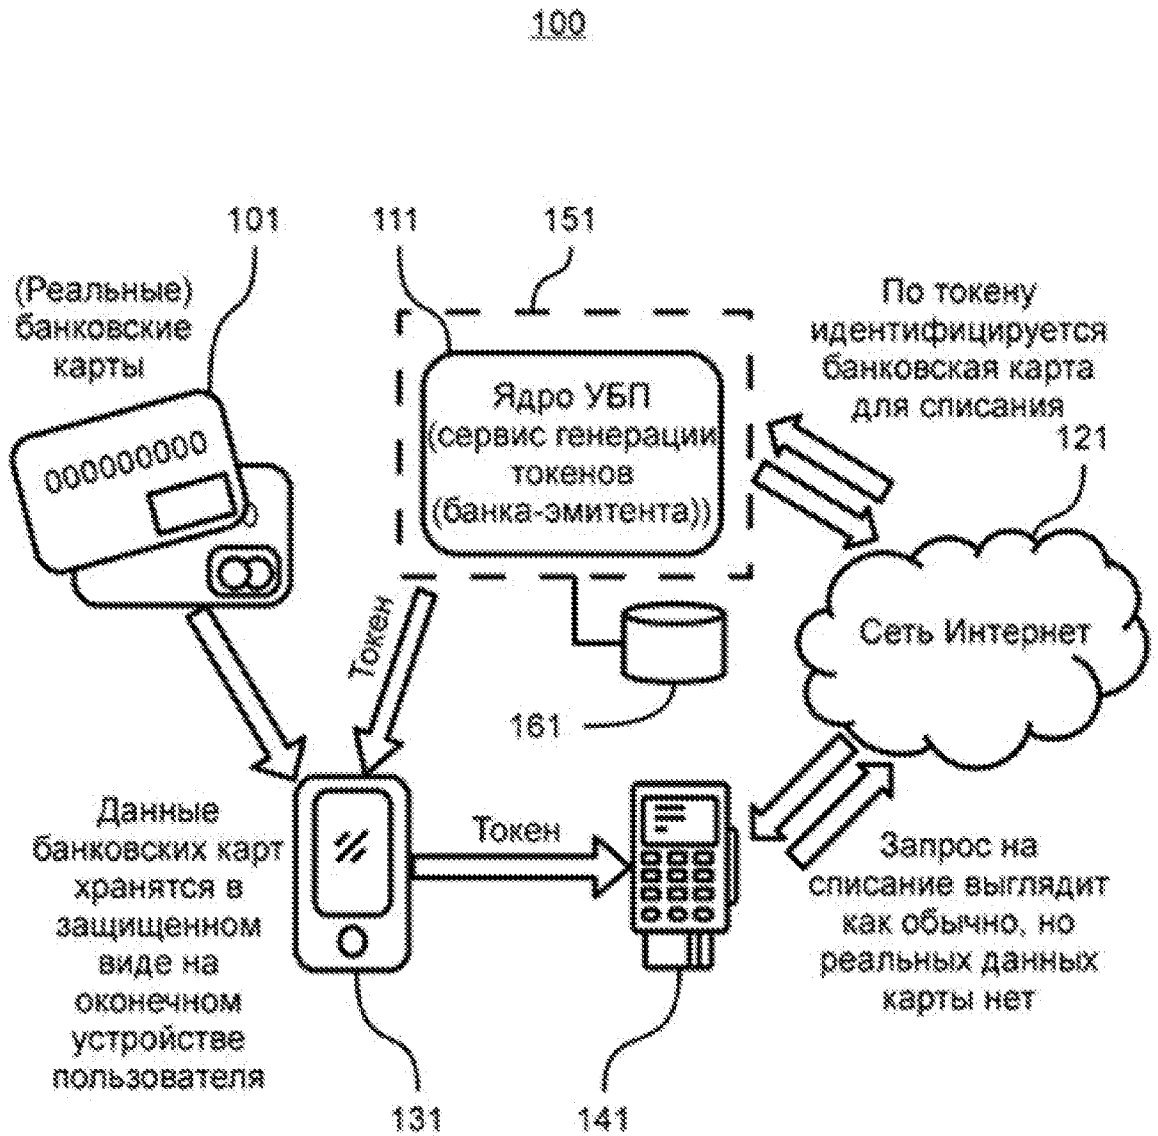 100
101
111
151
(Реальные)
банковские
карты
000000000
0
Ядро УБП
(сервис генерации
токенов
(банка-эмитента))
По токену
идентифицируется
банковская карта
для списания
121
Сеть Интернет
Токен
161
Данные
банковских карт
хранятся в
защищенном
виде на
оконечном
устройстве
пользователя
Токен
Запрос на
списание выглядит
как обычно, но
реальных данных
карты нет
131
141